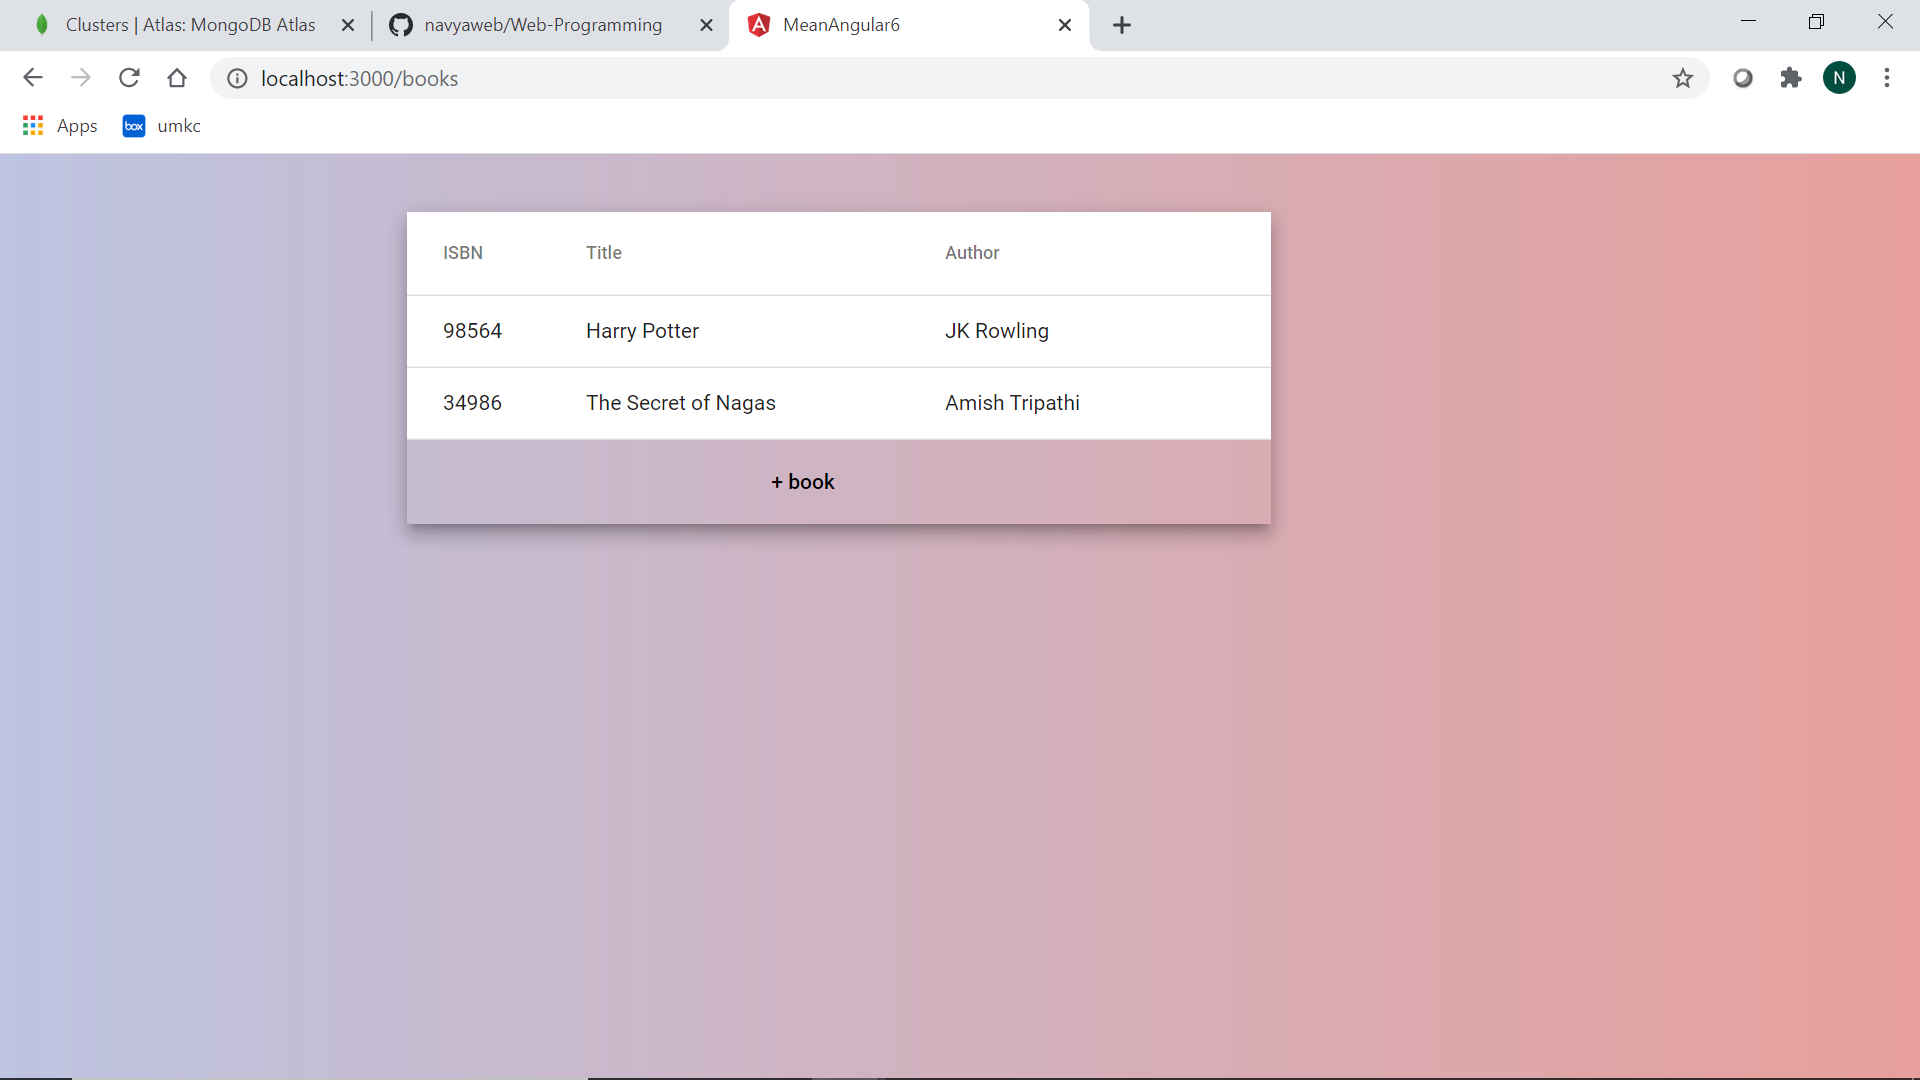 Clusters | Atlas: MongoDB Atlas
navyaweb/Web-Programming
MeanAngular6
localhost:3000/books
N
Apps
box
umkc
ISBN Title Author
98564 Harry Potter JK Rowling
34986 The Secret of Nagas Amish Tripathi
+ book